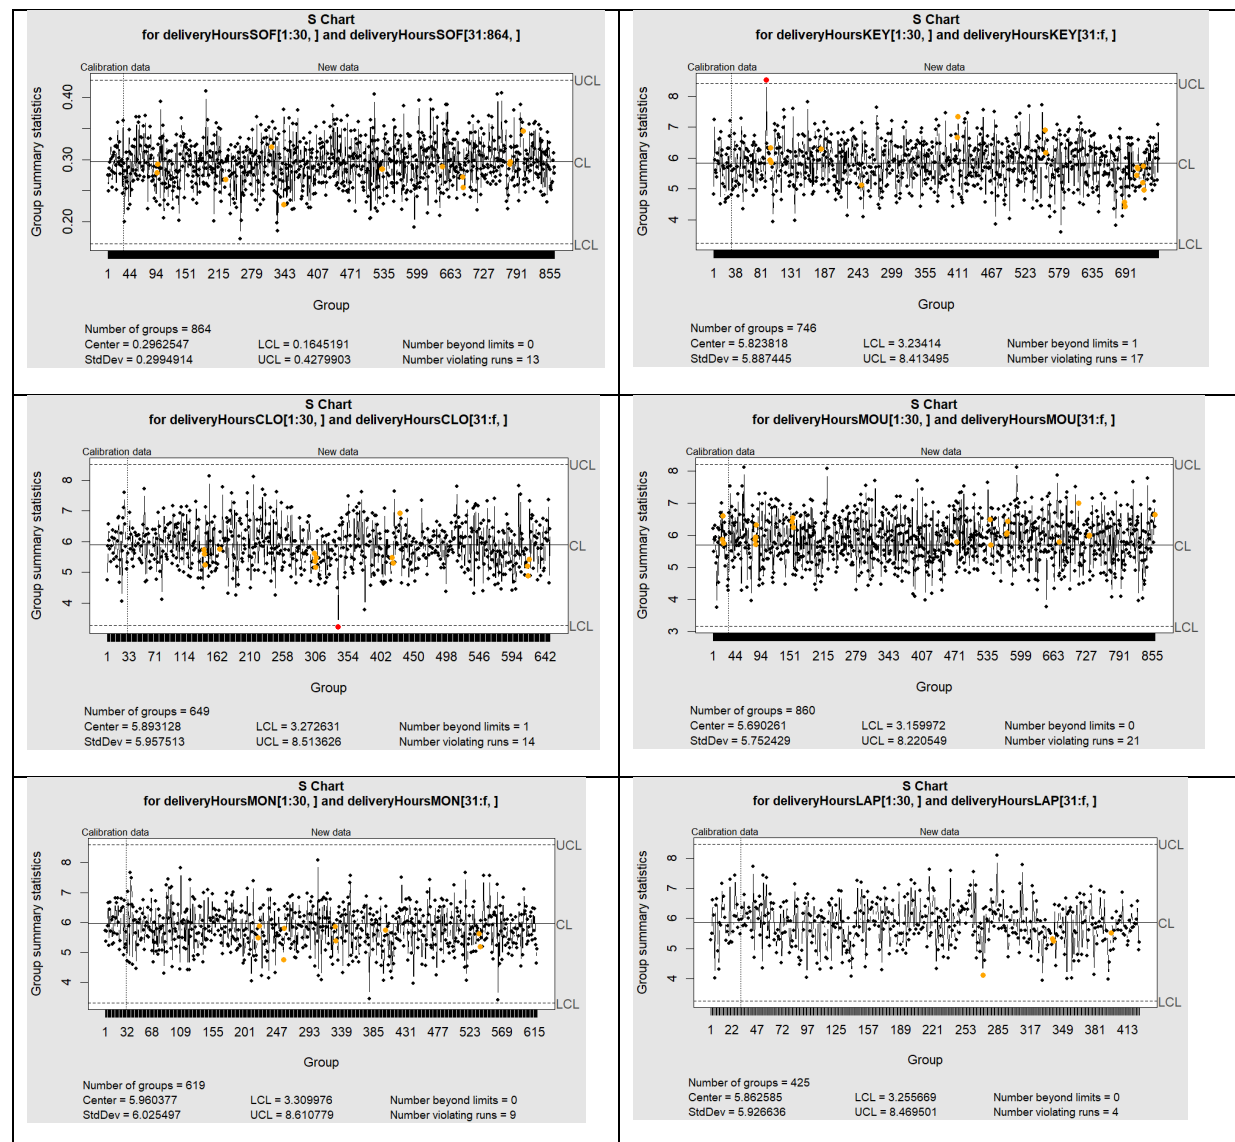 S Chart
for deliveryHoursSOF[1:30, ] and deliveryHoursSOF[31:864, ]
Calibration data New data
Group summary statistics
0.40
0.30
0.20
UCL
CL
LCL
1 44 94 151 215 279 343 407 471 535 599 663 727 791 855
Group
Number of groups = 864
Center = 0.2962547 LCL = 0.1645191 Number beyond limits = 0
StdDev = 0.2994914 UCL = 0.4279903 Number violating runs = 13
S Chart
for deliveryHoursKEY[1:30, ] and deliveryHoursKEY[31:f, ]
Calibration data New data
Group summary statistics
8
7
6
5
4
UCL
CL
LCL
1 38 81 131 187 243 299 355 411 467 523 579 635 691
Group
Number of groups = 746
Center = 5.823818 LCL = 3.23414 Number beyond limits = 1
StdDev = 5.887445 UCL = 8.413495 Number violating runs = 17
S Chart
for deliveryHoursCLO[1:30, ] and deliveryHoursCLO[31:f, ]
Calibration data New data
Group summary statistics
8
7
6
5
4
UCL
CL
LCL
1 33 71 114 162 210 258 306 354 402 450 498 546 594 642
Group
Number of groups = 649
Center = 5.893128 LCL = 3.272631 Number beyond limits = 1
StdDev = 5.957513 UCL = 8.513626 Number violating runs = 14
S Chart
for deliveryHoursMOU[1:30, ] and deliveryHoursMOU[31:f, ]
Calibration data New data
Group summary statistics
8
7
6
5
4
3
UCL
CL
LCL
1 44 94 151 215 279 343 407 471 535 599 663 727 791 855
Group
Number of groups = 860
Center = 5.690261 LCL = 3.159972 Number beyond limits = 0
StdDev = 5.752429 UCL = 8.220549 Number violating runs = 21
S Chart
for deliveryHoursMON[1:30, ] and deliveryHoursMON[31:f, ]
Calibration data New data
Group summary statistics
8
7
6
5
4
UCL
CL
LCL
1 32 68 109 155 201 247 293 339 385 431 477 523 569 615
Group
Number of groups = 619
Center = 5.960377 LCL = 3.309976 Number beyond limits = 0
StdDev = 6.025497 UCL = 8.610779 Number violating runs = 9
S Chart
for deliveryHoursLAP[1:30, ] and deliveryHoursLAP[31:f, ]
Calibration data New data
Group summary statistics
8
7
6
5
4
UCL
CL
LCL
1 22 47 72 97 125 157 189 221 253 285 317 349 381 413
Group
Number of groups = 425
Center = 5.862585 LCL = 3.255669 Number beyond limits = 0
StdDev = 5.926636 UCL = 8.469501 Number violating runs = 4